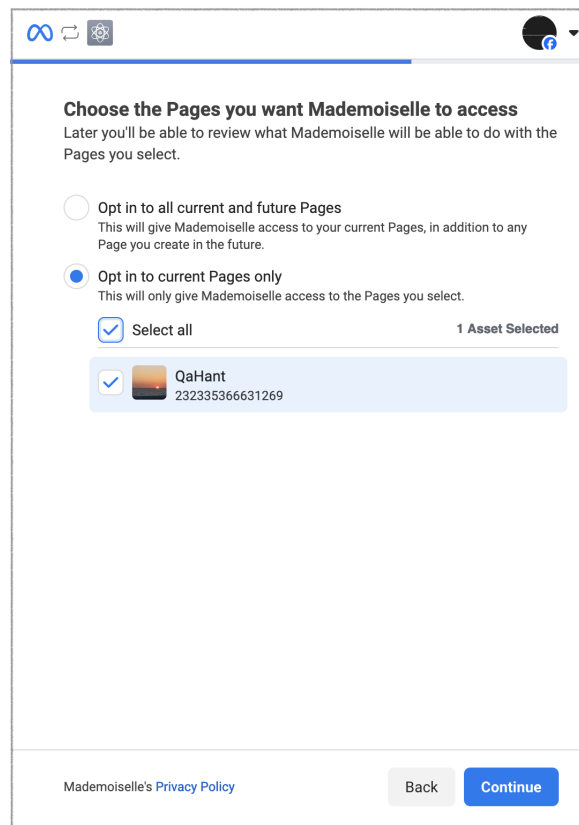 Choose the Pages you want Mademoiselle to access
Later you'll be able to review what Mademoiselle will be able to do with the
Pages you select.
Opt in to all current and future Pages
This will give Mademoiselle access to your current Pages, in addition to any
Page you create in the future.
Opt in to current Pages only
This will only give Mademoiselle access to the Pages you select.
Select all 1 Asset Selected
QaHant
232335366631269
Mademoiselle's Privacy Policy Back Continue